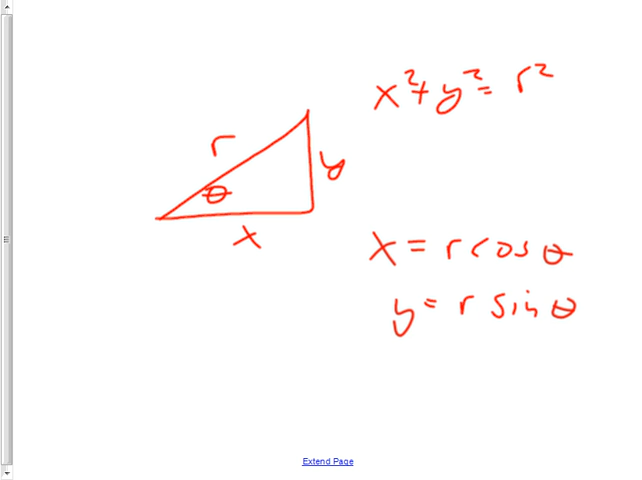 x² + y² = r²
r
y
θ
x
x = r cos θ
y = r sin θ
Extend Page